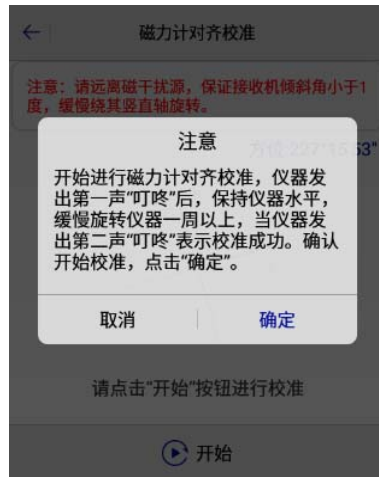 磁力计对齐校准
注意：请远离磁干扰源，保证接收机倾斜角小于1
度，缓慢绕其竖直轴旋转。
方位:227°15'53"
注意
开始进行磁力计对齐校准，仪器发
出第一声“叮咚”后，保持仪器水平，
缓慢旋转仪器一周以上，当仪器发
出第二声“叮咚”表示校准成功。确认
开始校准，点击“确定”。
取消
确定
请点击“开始”按钮进行校准
开始